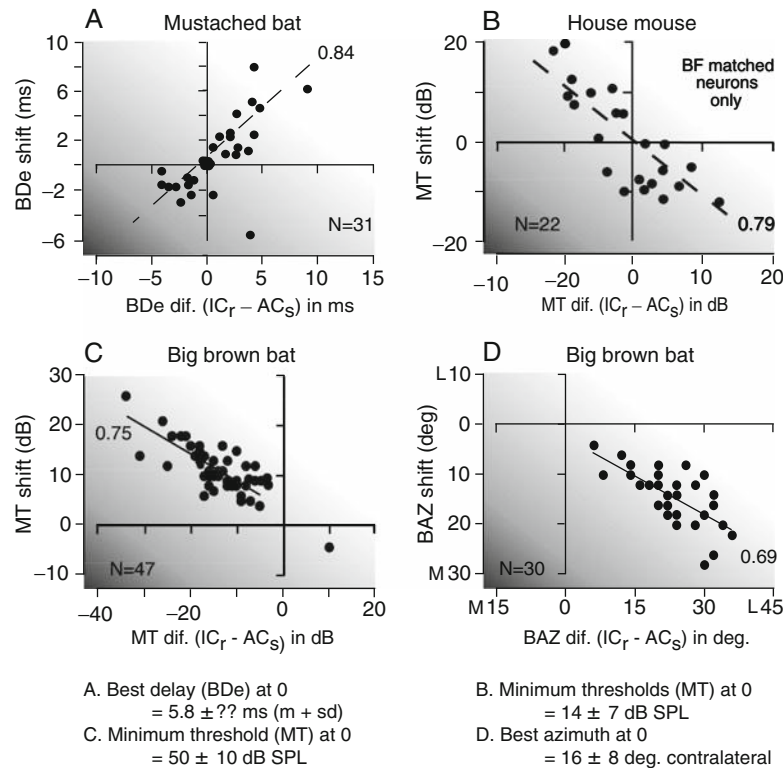 A Mustached bat
BDe shift (ms)
6
2
−2
−6
0.84
N=31
−10 −5 0 5 10 15
BDe dif. (ICr – ACs) in ms
B House mouse
MT shift (dB)
20
10
0
−10
−20
BF matched
neurons
only
N=22
0.79
−10 −20 0 10 20
MT dif. (ICr – ACs) in dB
C Big brown bat
MT shift (dB)
30
20
10
0
−10
0.75
N=47
−40 −20 0 20
MT dif. (ICr - ACs) in dB
D Big brown bat
BAZ shift (deg)
L 10
0
10
20
M 30
N=30
0.69
M 15 0 15 30 L 45
BAZ dif. (ICr - ACs) in deg.
A. Best delay (BDe) at 0
= 5.8 ± ?? ms (m + sd)
C. Minimum threshold (MT) at 0
= 50 ± 10 dB SPL
B. Minimum thresholds (MT) at 0
= 14 ± 7 dB SPL
D. Best azimuth at 0
= 16 ± 8 deg. contralateral